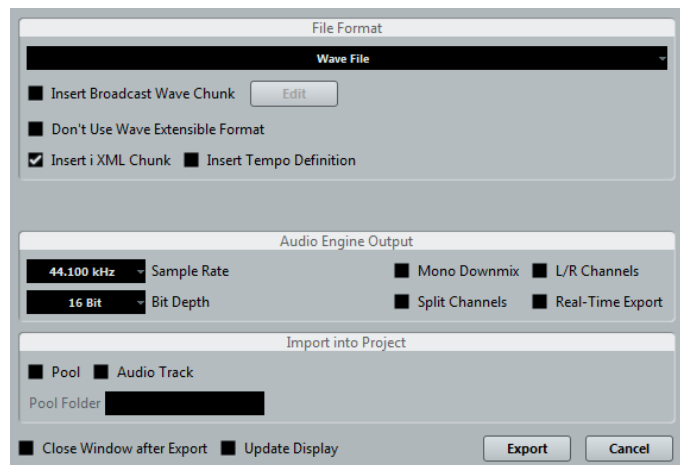 File Format
Wave File
Insert Broadcast Wave Chunk Edit
Don't Use Wave Extensible Format
Insert i XML Chunk Insert Tempo Definition
Audio Engine Output
44.100 kHz Sample Rate Mono Downmix L/R Channels
16 Bit Bit Depth Split Channels Real-Time Export
Import into Project
Pool Audio Track
Pool Folder
Close Window after Export Update Display Export Cancel